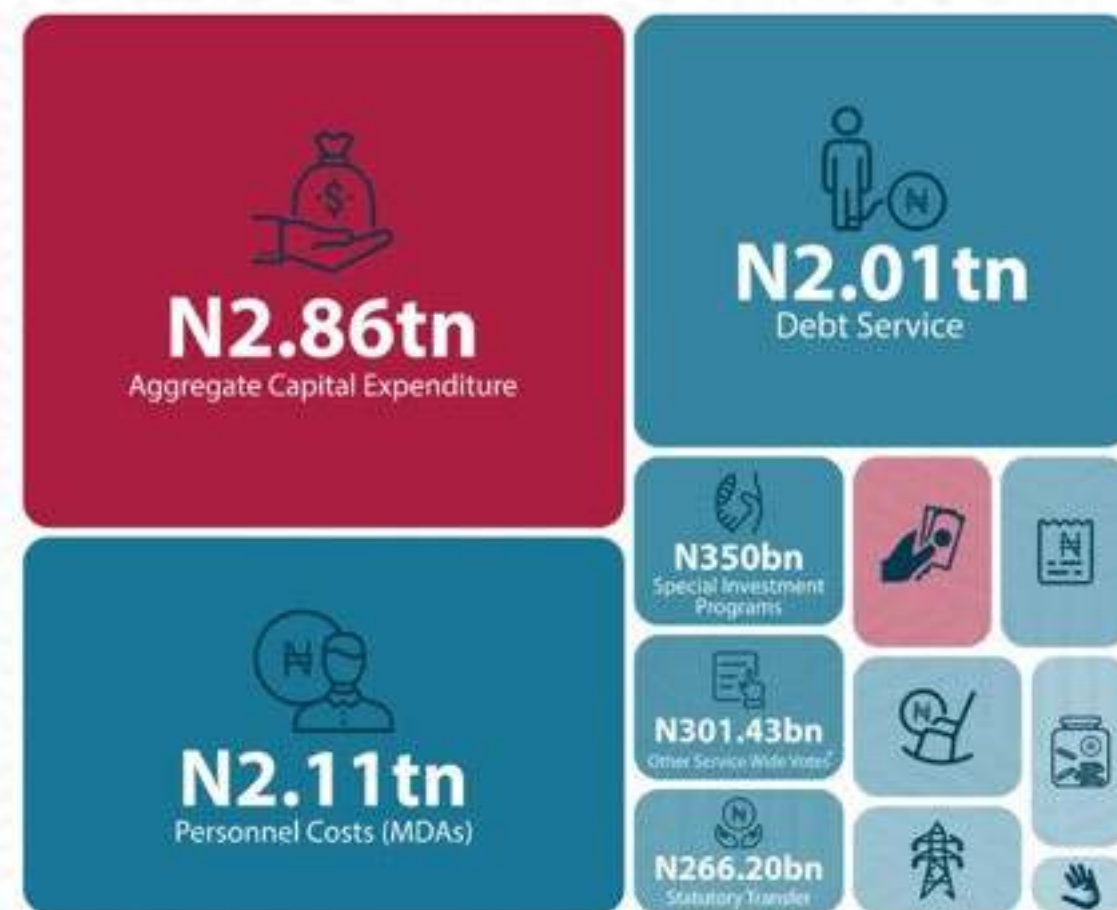 $
N
N2.86tn
Aggregate Capital Expenditure
N2.01tn
Debt Service
N350bn
Special Investment
Programs
N
N2.11tn
Personnel Costs (MDAs)
N301.43bn
Other Service Wide Votes*
N
N266.20bn
Statutory Transfer
N
N